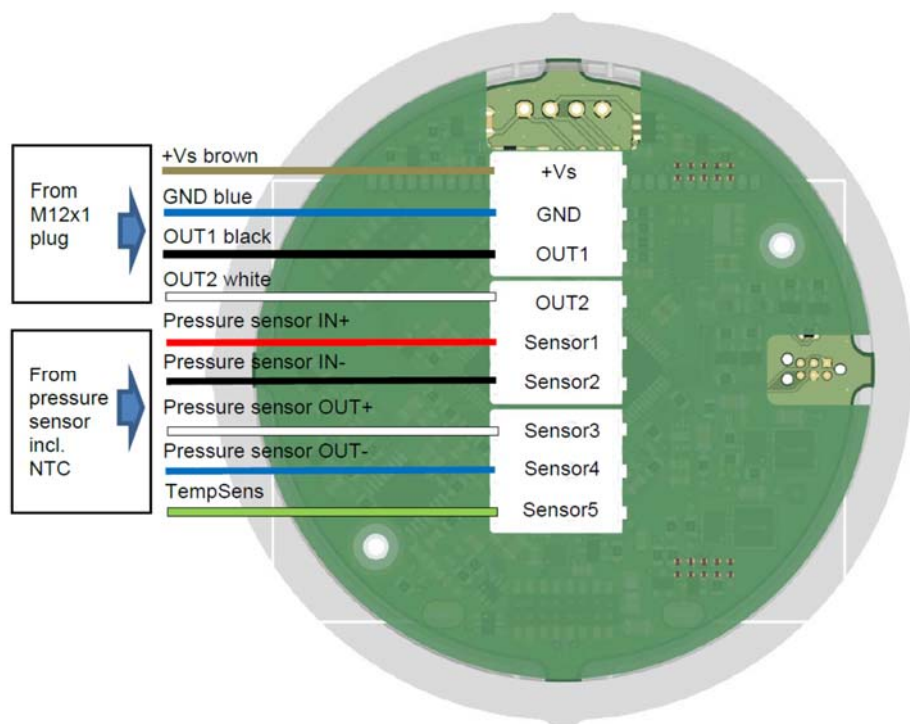 From
M12x1
plug
+Vs brown
GND blue
OUT1 black
OUT2 white
From
pressure
sensor
incl.
NTC
Pressure sensor IN+
Pressure sensor IN-
Pressure sensor OUT+
Pressure sensor OUT-
TempSens
+Vs
GND
OUT1
OUT2
Sensor1
Sensor2
Sensor3
Sensor4
Sensor5